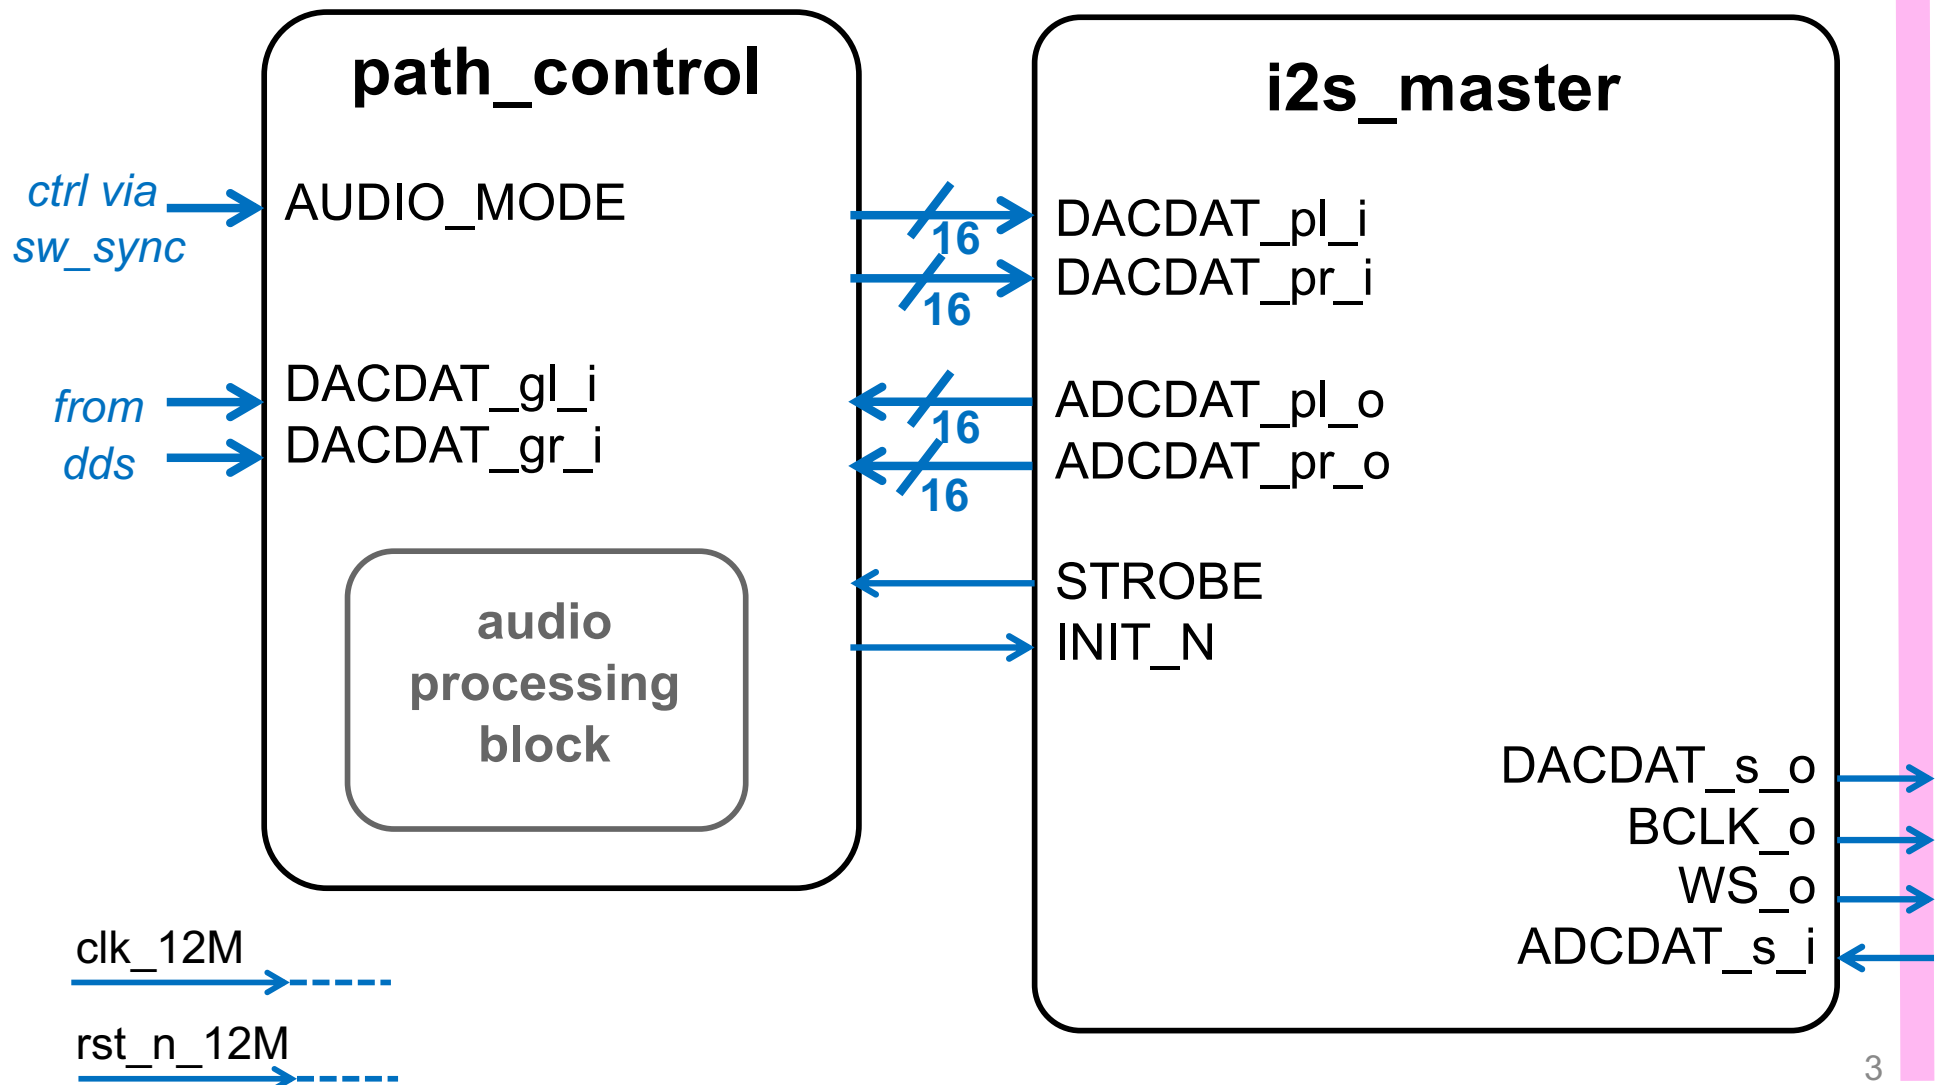 path_control
i2s_master
ctrl via
sw_sync
AUDIO_MODE
16
16
DACDAT_pl_i
DACDAT_pr_i
from
dds
DACDAT_gl_i
DACDAT_gr_i
16
16
ADCDAT_pl_o
ADCDAT_pr_o
STROBE
INIT_N
audio
processing
block
DACDAT_s_o
BCLK_o
WS_o
ADCDAT_s_i
clk_12M
rst_n_12M
3